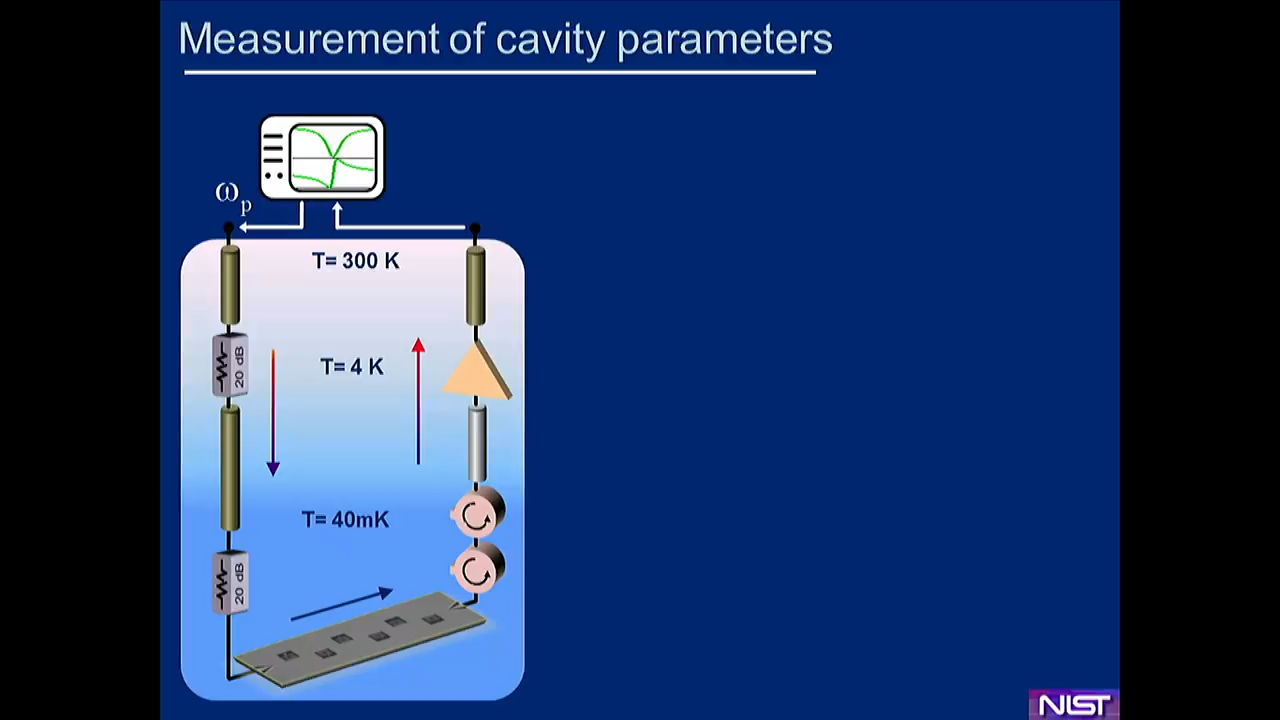 Measurement of cavity parameters
ωp
T= 300 K
20 dB
T= 4 K
T= 40mK
20 dB
NIST